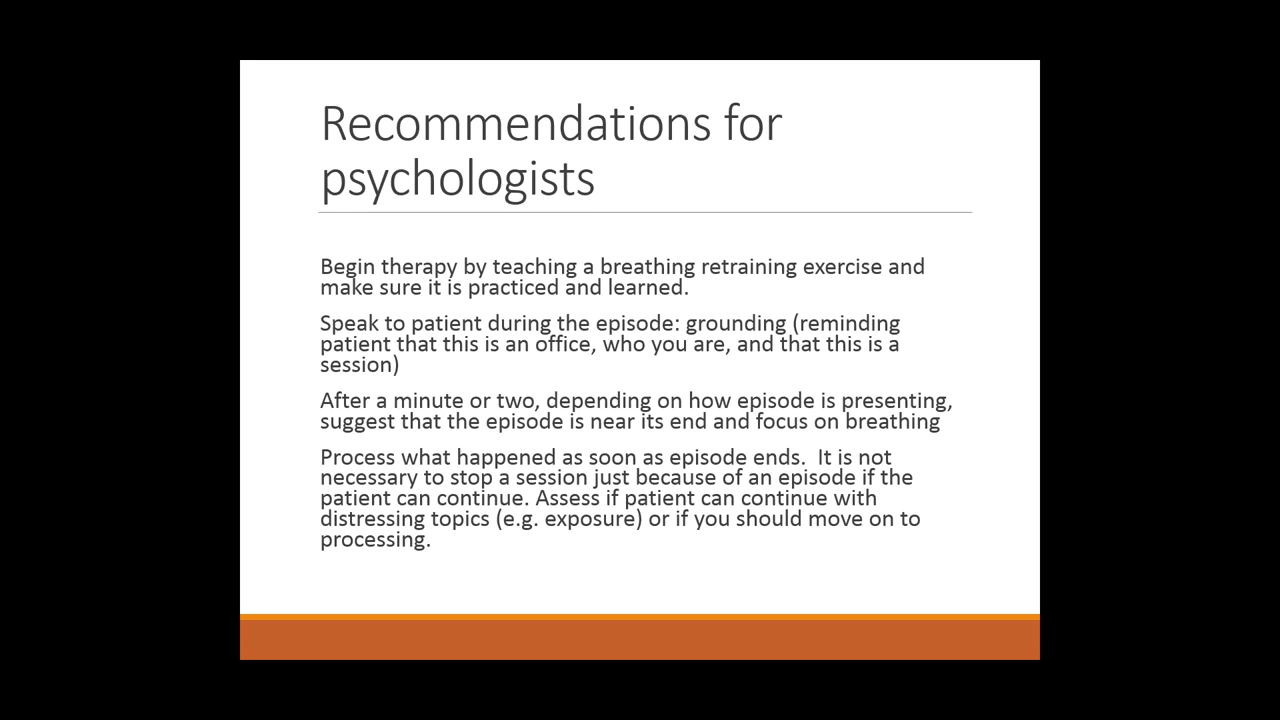 Recommendations for
psychologists
Begin therapy by teaching a breathing retraining exercise and
make sure it is practiced and learned.
Speak to patient during the episode: grounding (reminding
patient that this is an office, who you are, and that this is a
session)
After a minute or two, depending on how episode is presenting,
suggest that the episode is near its end and focus on breathing
Process what happened as soon as episode ends.  It is not
necessary to stop a session just because of an episode if the
patient can continue. Assess if patient can continue with
distressing topics (e.g. exposure) or if you should move on to
processing.